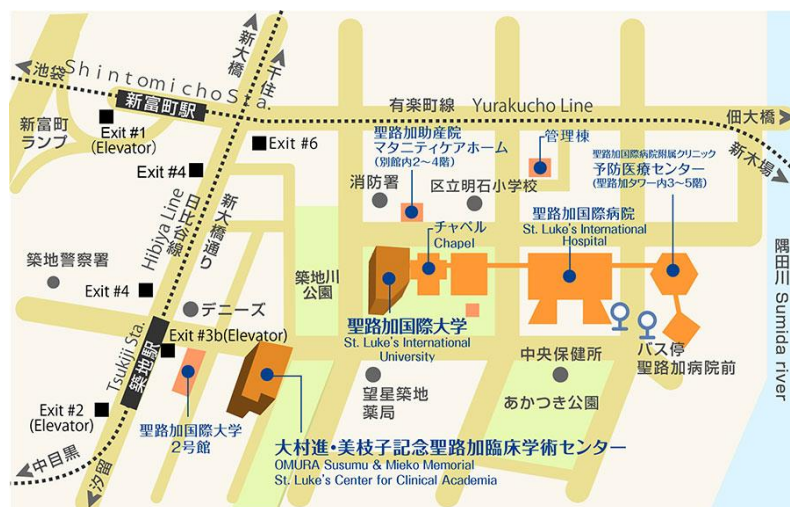 新大橋
千住
池袋
Shintomicho Sta.
新富町駅
有楽町線 Yurakucho Line
佃大橋
新木場
新富町
ランプ
Exit #1
(Elevator)
Exit #6
Exit #4
聖路加助産院
マタニティケアホーム
(別館内2~4階)
管理棟
聖路加国際病院附属クリニック
予防医療センター
(聖路加タワー内3~5階)
消防署
区立明石小学校
Hibiya Line
日比谷線
新大橋通り
チャペル
Chapel
聖路加国際病院
St. Luke's International
Hospital
隅田川 Sumida river
築地警察署
築地川
公園
Exit #4
デニーズ
聖路加国際大学
St. Luke's International
University
Tsukiji Sta.
築地駅
Exit #3b(Elevator)
中央保健所
バス停
聖路加病院前
あかつき公園
望星築地
薬局
Exit #2
(Elevator)
聖路加国際大学
2号館
大村進・美枝子記念聖路加臨床学術センター
OMURA Susumu & Mieko Memorial
St. Luke's Center for Clinical Academia
中目黒
汐留